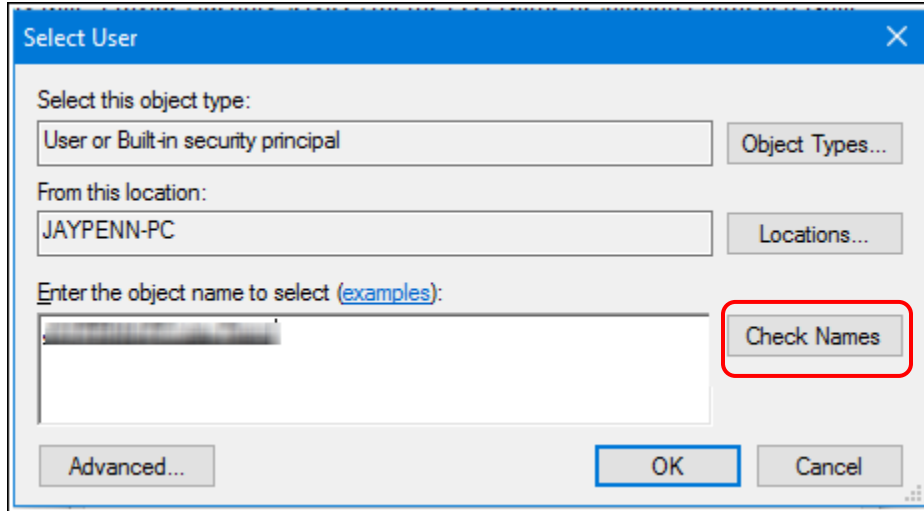 Select User
Select this object type:
User or Built-in security principal
Object Types...
From this location:
JAYPENN-PC
Locations...
Enter the object name to select (examples):
Check Names
Advanced...
OK
Cancel